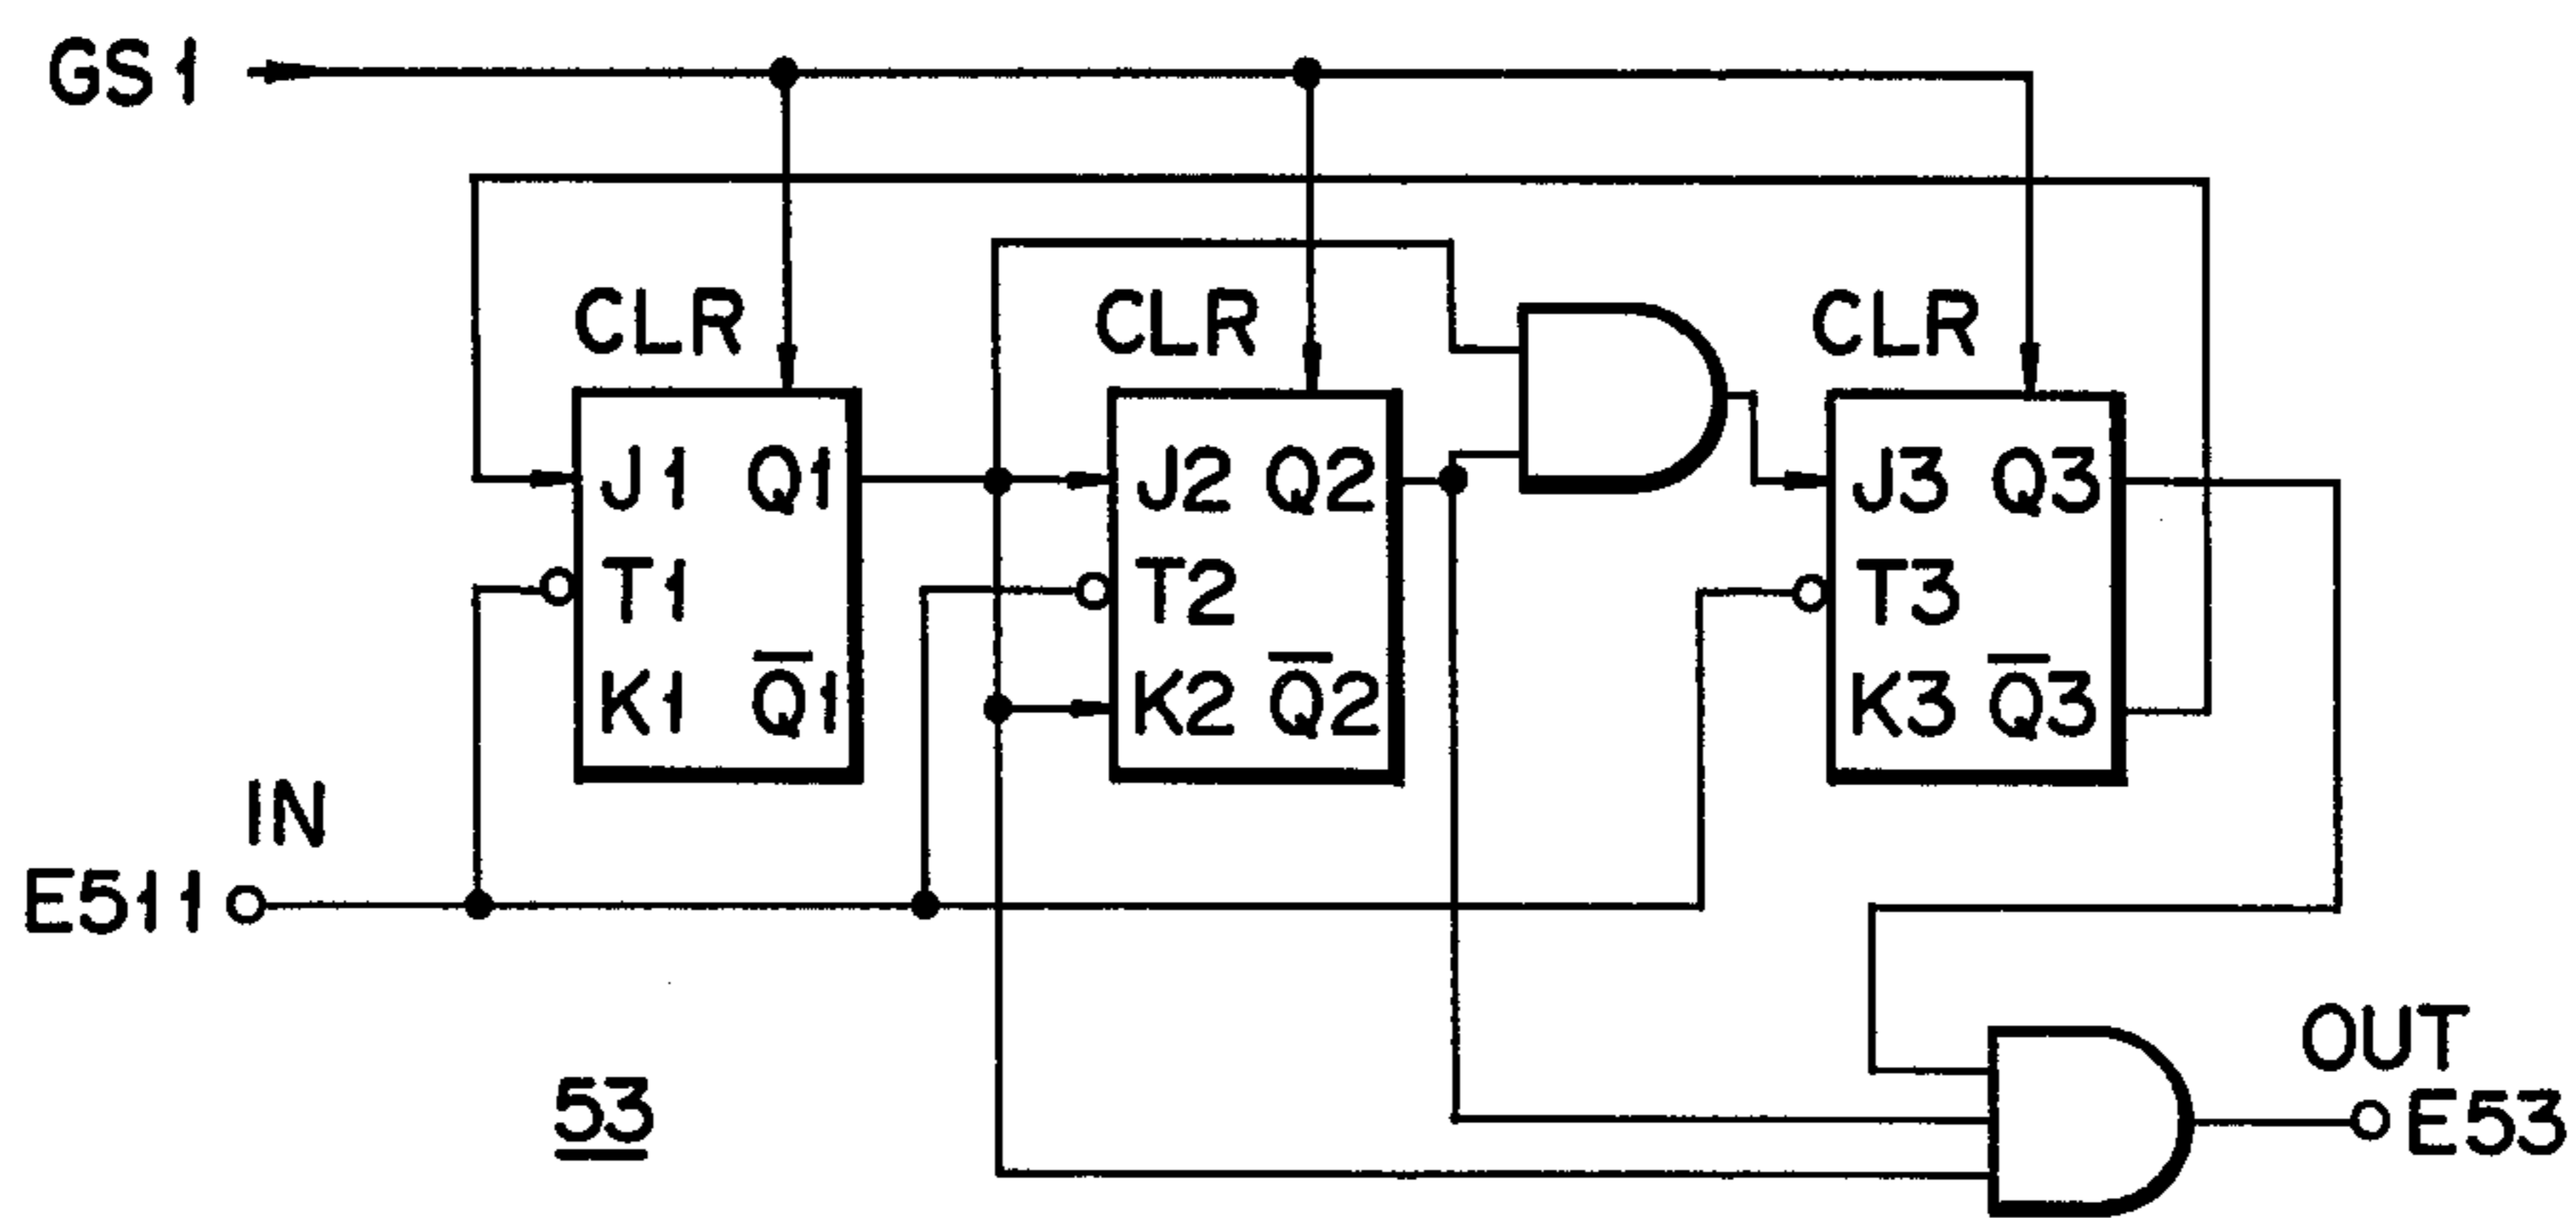 GS1
CLR CLR CLR
J1 Q1 J2 Q2 J3 Q3
T1 T2 T3
K1 Q̅1 K2 Q̅2 K3 Q̅3
IN
E511
OUT
53 E53